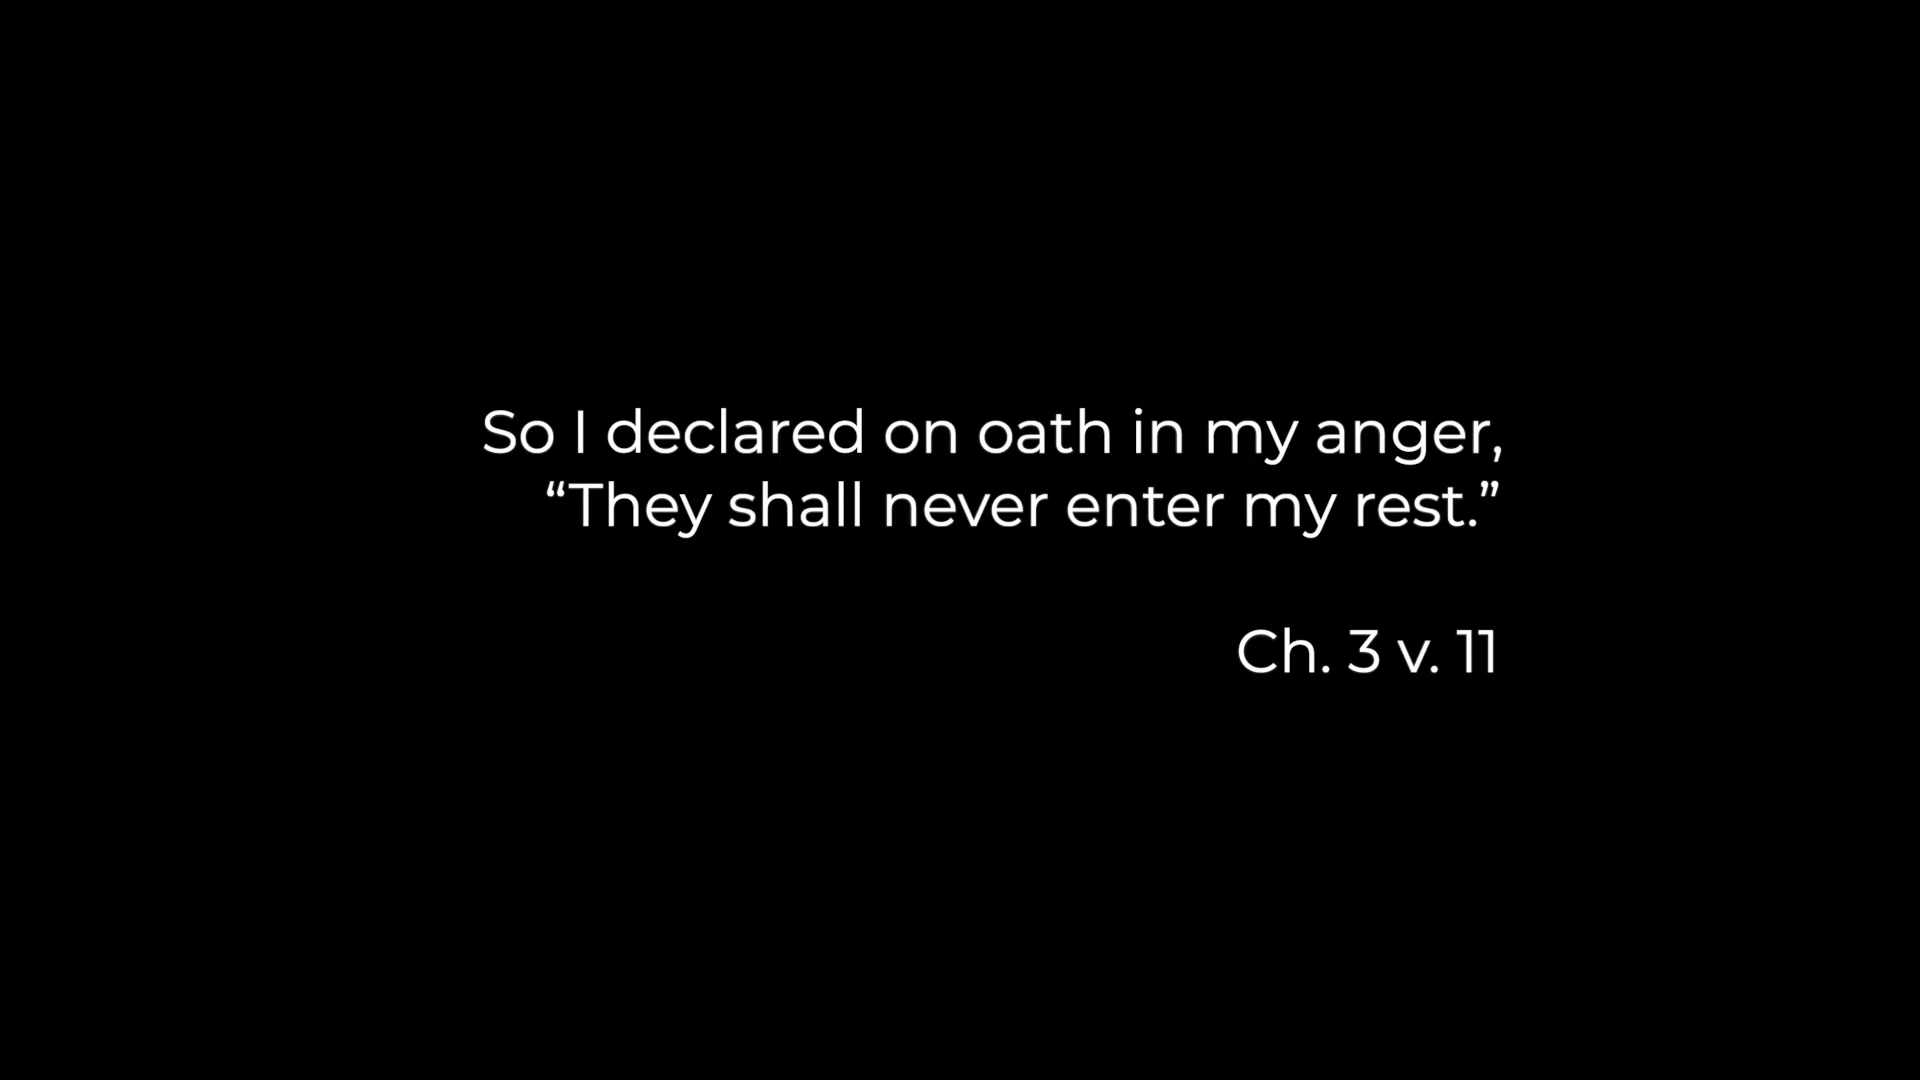 So I declared on oath in my anger,
“They shall never enter my rest.”
Ch. 3 v. 11